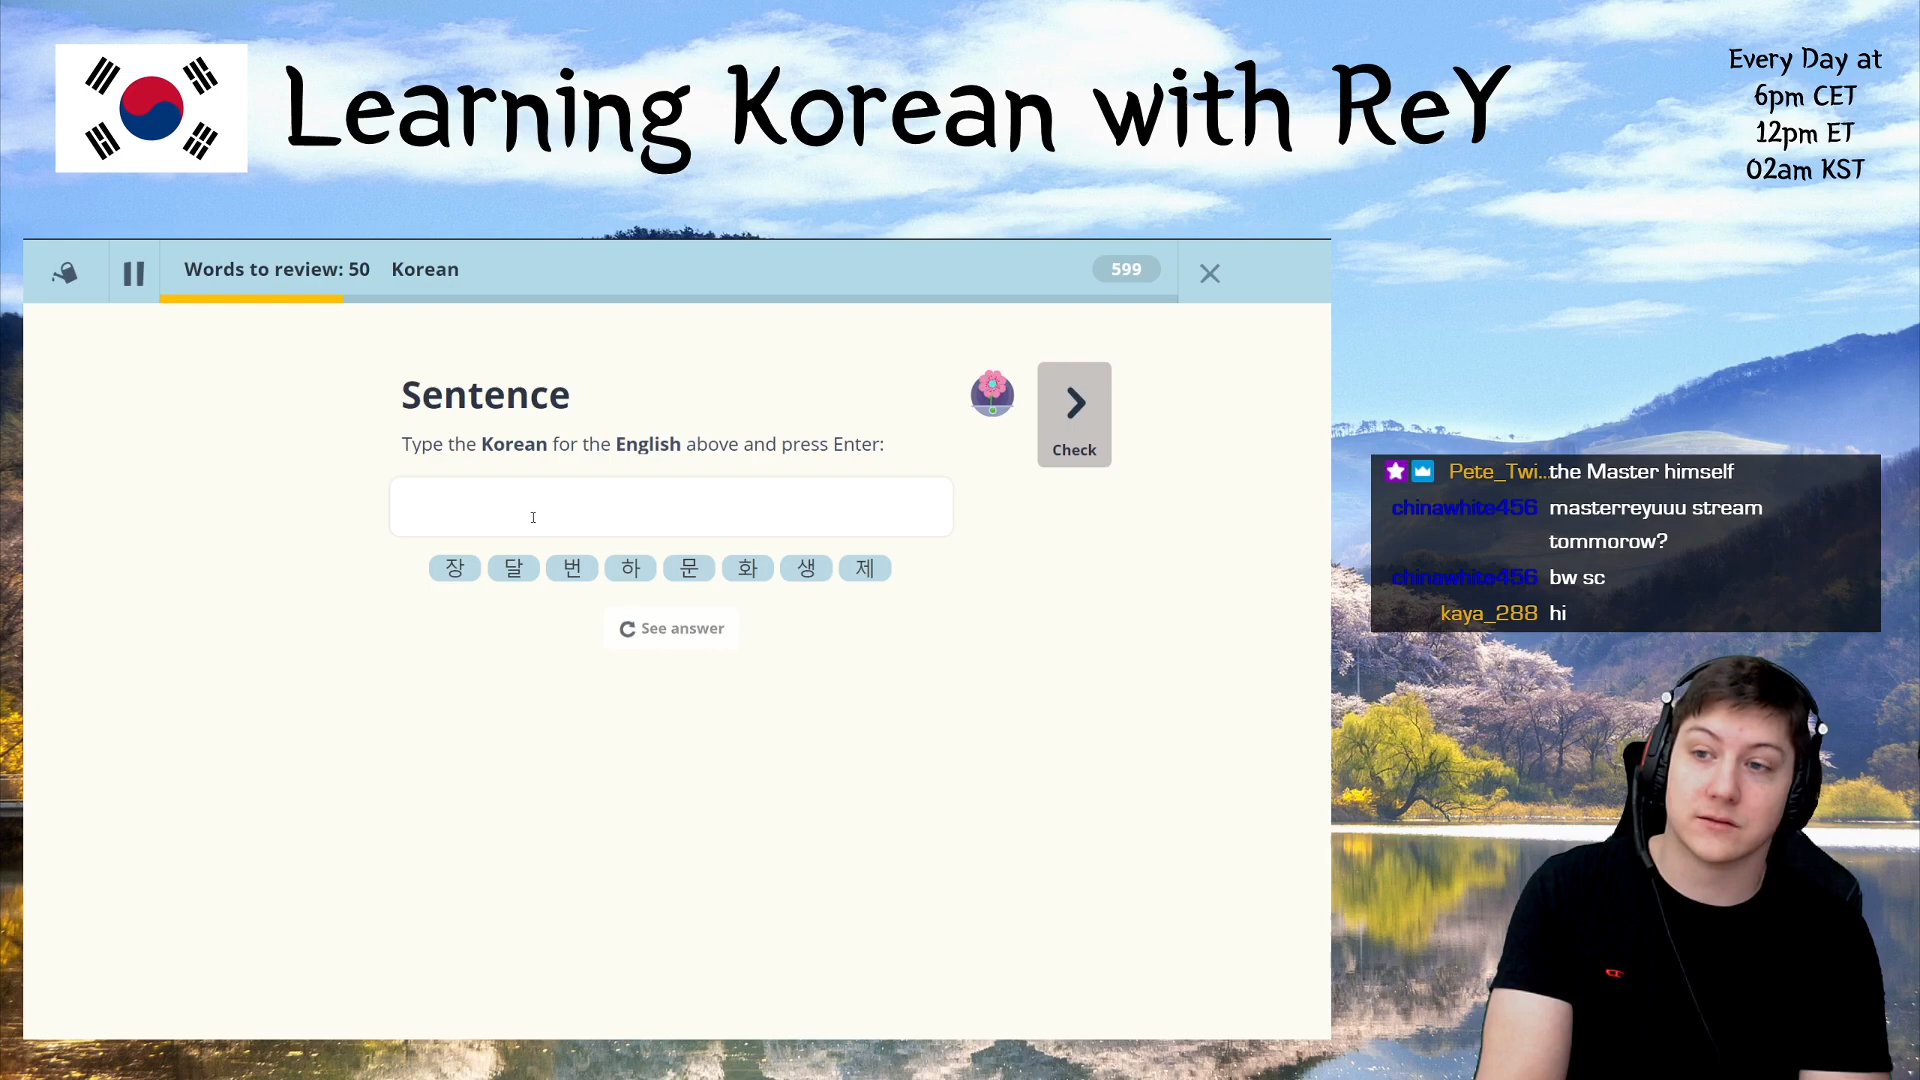 Learning Korean with ReY
Every Day at
6pm CET
12pm ET
02am KST
Words to review: 50 Korean
599
Sentence
Type the Korean for the English above and press Enter:
Check
장 달 번 하 문 화 생 제
See answer
Pete_Twi... the Master himself
chinawhite456 masterreyuuu stream
tommorow?
chinawhite456 bw sc
kaya_288 hi